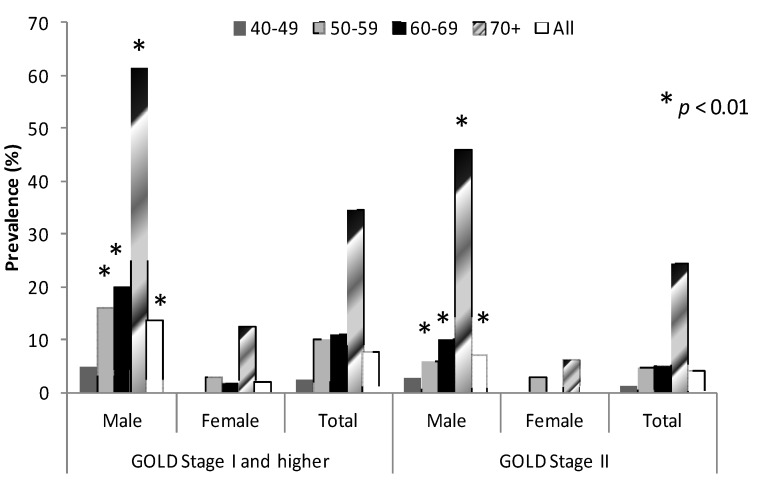 70
40-49 50-59 60-69 70+ All
60
* p < 0.01
50
40
30
20
10
0
Prevalence (%)
* * * *
* * * *
Male Female Total Male Female Total
GOLD Stage I and higher GOLD Stage II